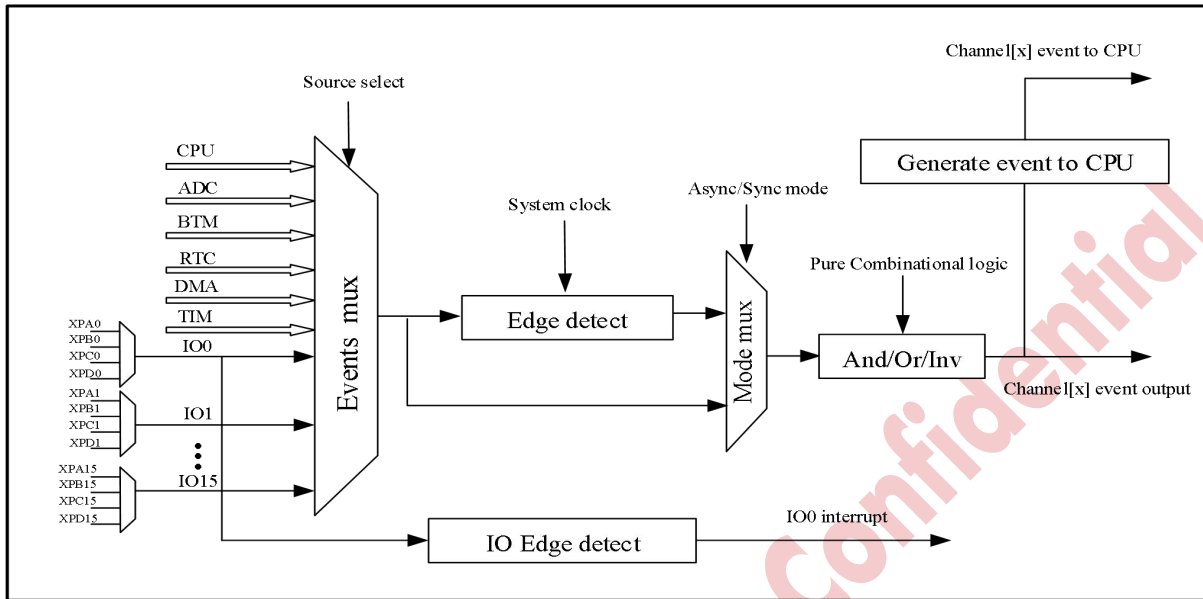 Channel[x] event to CPU
Source select
CPU
Generate event to CPU
ADC
Async/Sync mode
System clock
BTM
RTC
Pure Combinational logic
DMA
TIM
Events mux
Edge detect
Mode mux
And/Or/Inv
Channel[x] event output
XPA0
XPB0
XPC0
XPD0
IO0
XPA1
XPB1
XPC1
XPD1
IO1
XPA15
XPB15
XPC15
XPD15
IO15
IO Edge detect
IO0 interrupt
Confidential